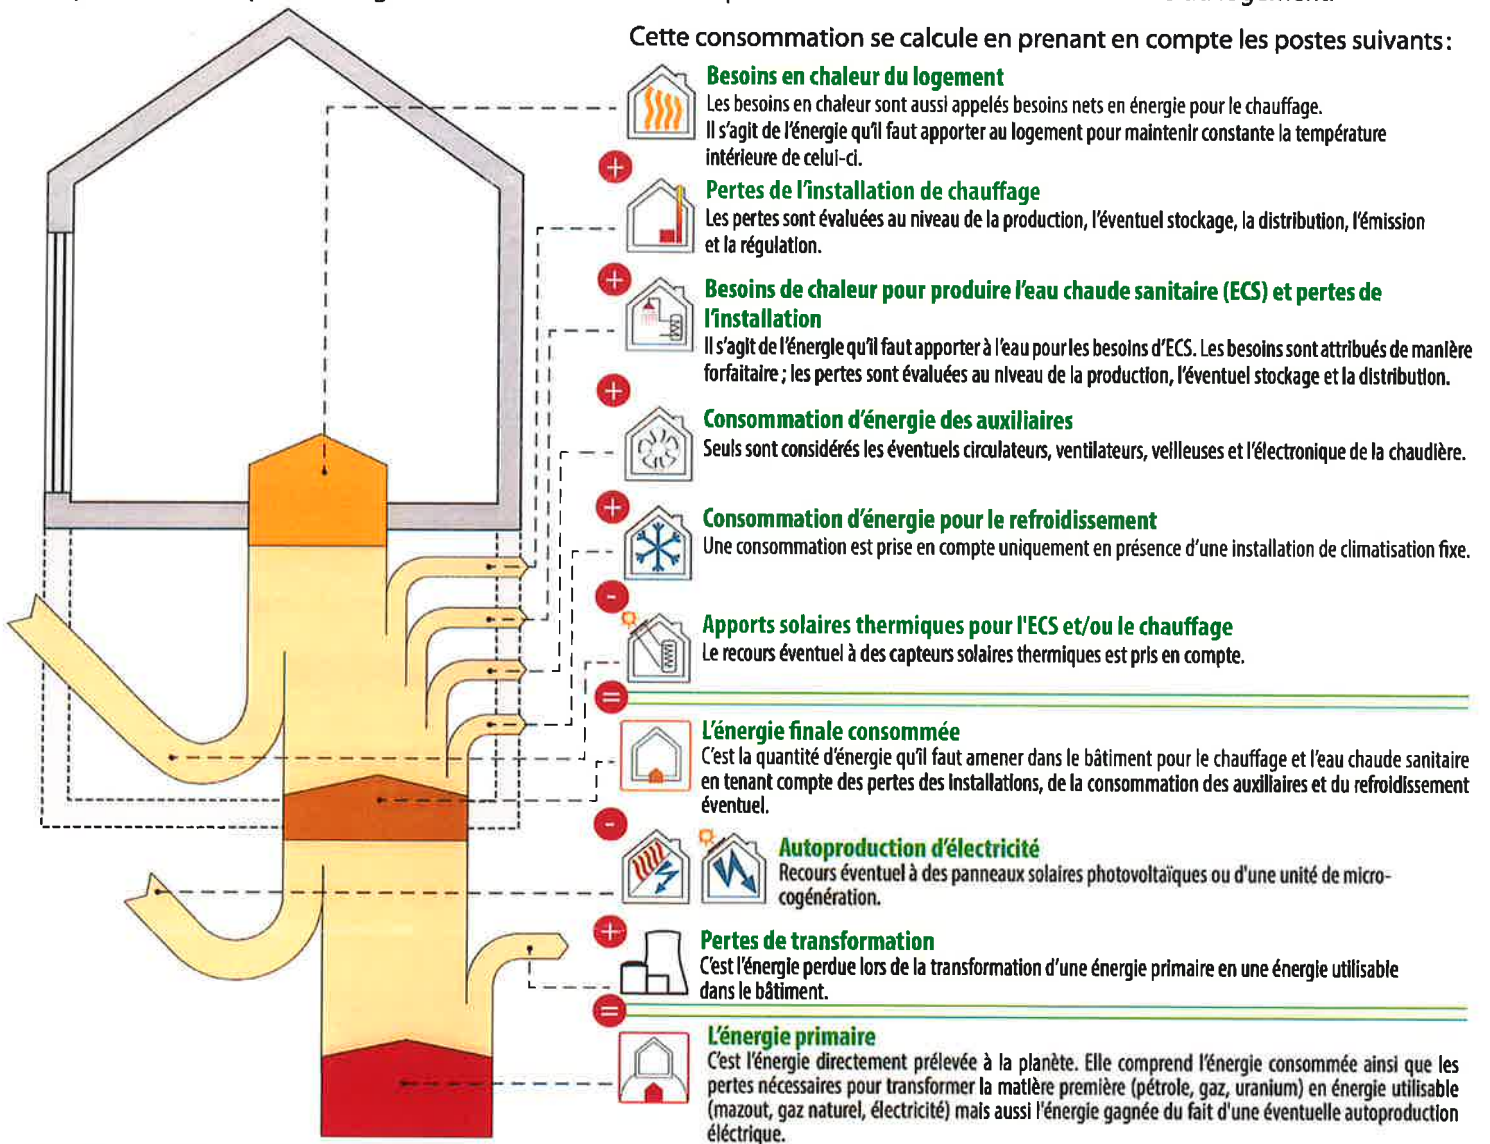 Cette consommation se calcule en prenant en compte les postes suivants :
Besoins en chaleur du logement
Les besoins en chaleur sont aussi appelés besoins nets en énergie pour le chauffage.
Il s'agit de l'énergie qu'il faut apporter au logement pour maintenir constante la température
intérieure de celui-ci.
+
Pertes de l'installation de chauffage
Les pertes sont évaluées au niveau de la production, l'éventuel stockage, la distribution, l'émission
et la régulation.
+
Besoins de chaleur pour produire l'eau chaude sanitaire (ECS) et pertes de
l'installation
Il s'agit de l'énergie qu'il faut apporter à l'eau pour les besoins d'ECS. Les besoins sont attribués de manière
forfaitaire ; les pertes sont évaluées au niveau de la production, l'éventuel stockage et la distribution.
+
Consommation d'énergie des auxiliaires
Seuls sont considérés les éventuels circulateurs, ventilateurs, veilleuses et l'électronique de la chaudière.
+
Consommation d'énergie pour le refroidissement
Une consommation est prise en compte uniquement en présence d'une installation de climatisation fixe.
-
Apports solaires thermiques pour l'ECS et/ou le chauffage
Le recours éventuel à des capteurs solaires thermiques est pris en compte.
=
L'énergie finale consommée
C'est la quantité d'énergie qu'il faut amener dans le bâtiment pour le chauffage et l'eau chaude sanitaire
en tenant compte des pertes des installations, de la consommation des auxiliaires et du refroidissement
éventuel.
-
Autoproduction d'électricité
Recours éventuel à des panneaux solaires photovoltaïques ou d'une unité de micro-
cogénération.
+
Pertes de transformation
C'est l'énergie perdue lors de la transformation d'une énergie primaire en une énergie utilisable
dans le bâtiment.
=
L'énergie primaire
C'est l'énergie directement prélevée à la planète. Elle comprend l'énergie consommée ainsi que les
pertes nécessaires pour transformer la matière première (pétrole, gaz, uranium) en énergie utilisable
(mazout, gaz naturel, électricité) mais aussi l'énergie gagnée du fait d'une éventuelle autoproduction
éléctrique.